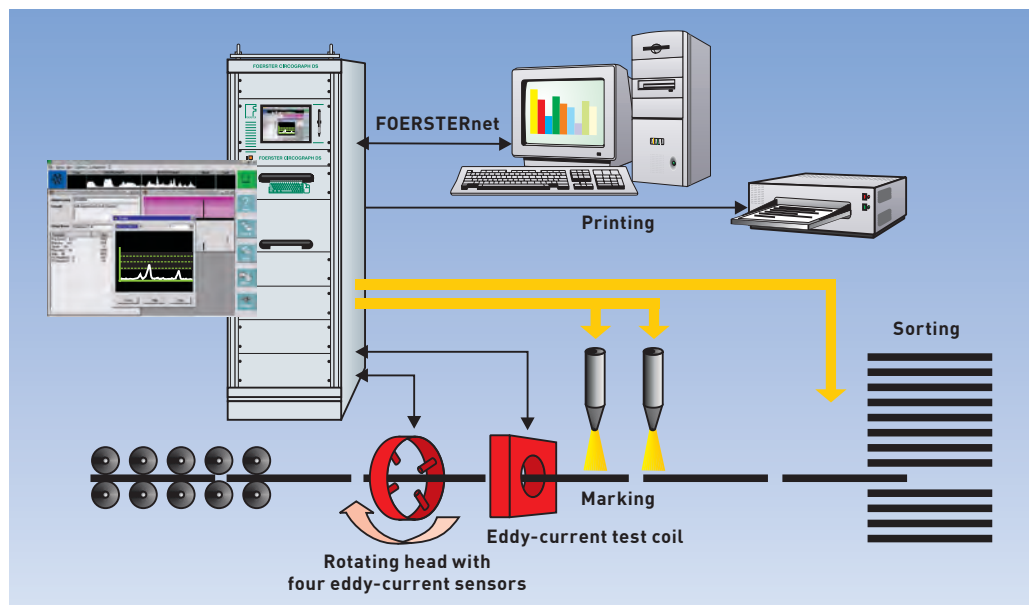 FOERSTER CIRCOGRAPH DS
FOERSTERnet
FOERSTER CIRCOGRAPH DS
Printing
Sorting
Marking
Eddy-current test coil
Rotating head with
four eddy-current sensors